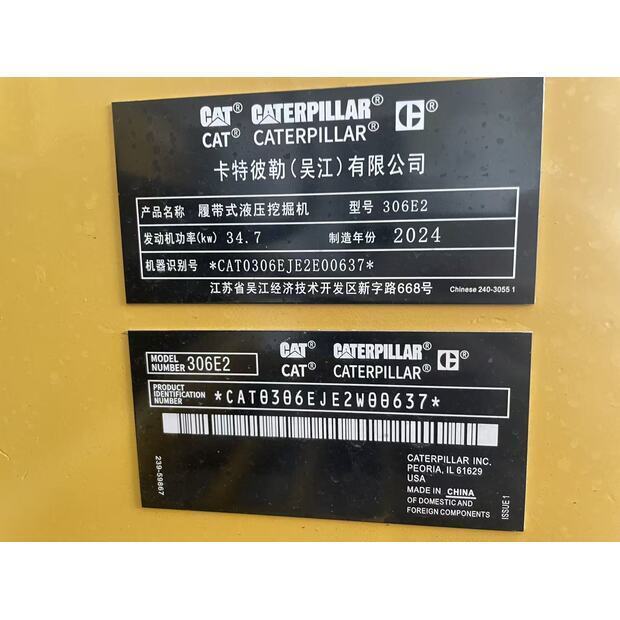 CAT® CATERPILLAR® C®
CAT® CATERPILLAR®
卡特彼勒(吴江)有限公司
产品名称 履带式液压挖掘机 型号 306E2
发动机功率(kw) 34.7 制造年份 2024
机器识别号 *CAT0306EJE2E00637*
江苏省吴江经济技术开发区新字路668号 Chinese 240-3055 1
MODEL NUMBER 306E2
CAT® CATERPILLAR® C®
CAT® CATERPILLAR®
PRODUCT IDENTIFICATION NUMBER *CAT0306EJE2W00637*
239-59867
CATERPILLAR INC.
PEORIA, IL 61629
USA
MADE IN CHINA
OF DOMESTIC AND
FOREIGN COMPONENTS
ISSUE 1